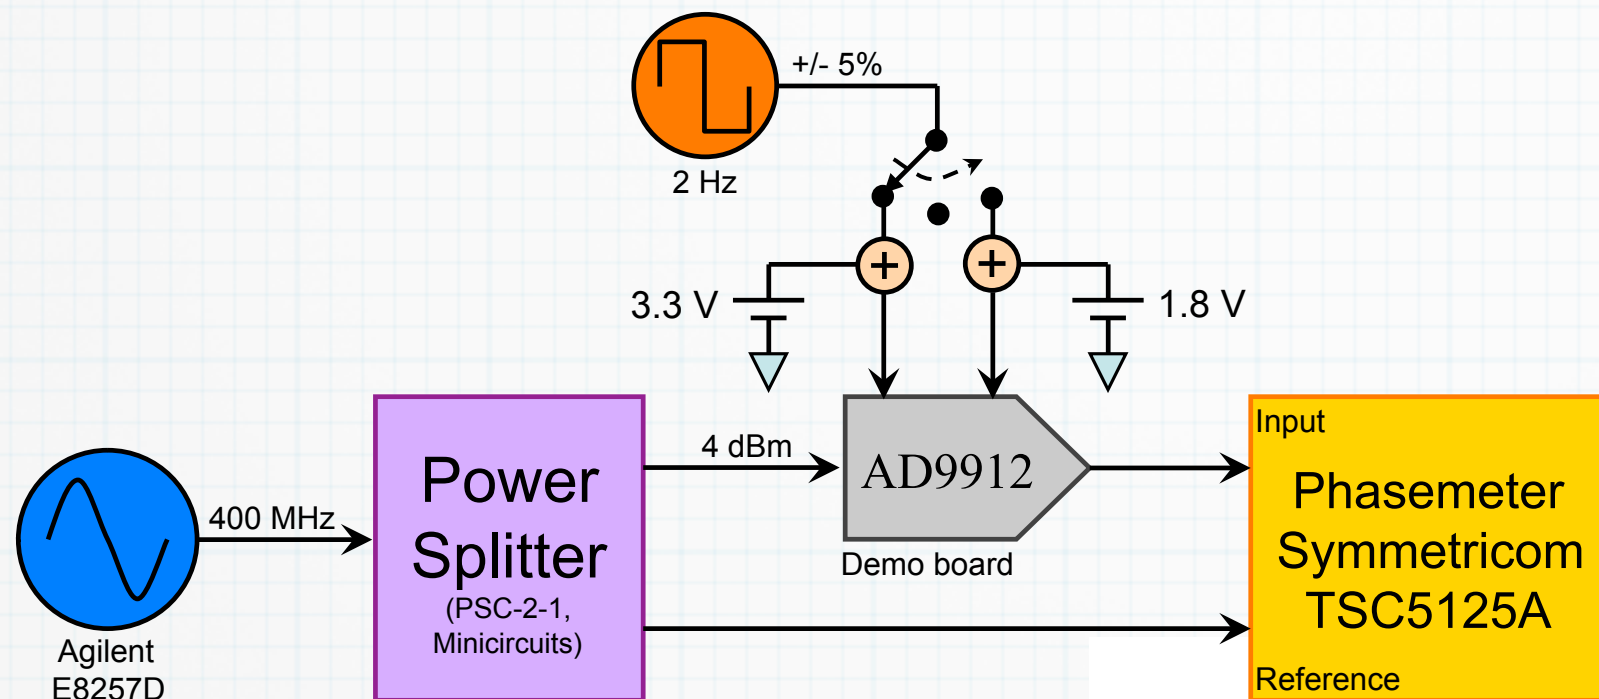 +/- 5%
2 Hz
+
+
3.3 V
1.8 V
400 MHz
Agilent
E8257D
Power
Splitter
(PSC-2-1,
Minicircuits)
4 dBm
AD9912
Demo board
Input
Phasemeter
Symmetricom
TSC5125A
Reference